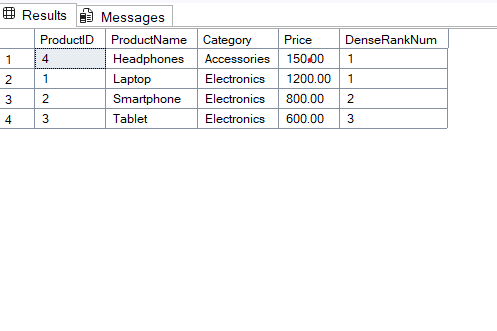 Results Messages
ProductID ProductName Category Price DenseRankNum
1 4 Headphones Accessories 150.00 1
2 1 Laptop Electronics 1200.00 1
3 2 Smartphone Electronics 800.00 2
4 3 Tablet Electronics 600.00 3